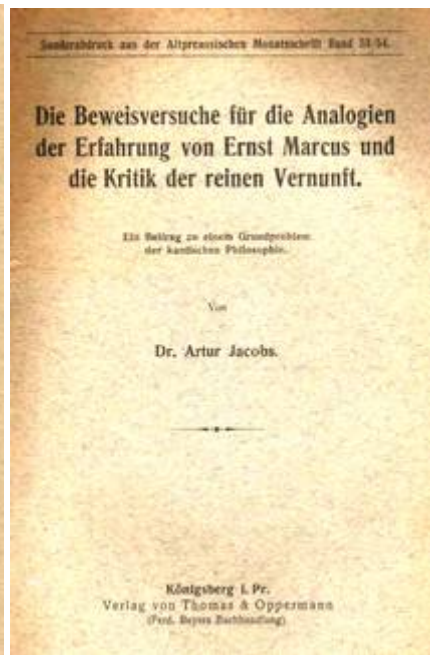 Sonderabdruck aus der Altpreussischen Monatsschrift Band 53/54.
Die Beweisversuche für die Analogien
der Erfahrung von Ernst Marcus und
die Kritik der reinen Vernunft.
Ein Beitrag zu einem Grundproblem
der kantischen Philosophie.
Von
Dr. Artur Jacobs.
Königsberg i. Pr.
Verlag von Thomas & Oppermann
(Ferd. Beyers Buchhandlung)